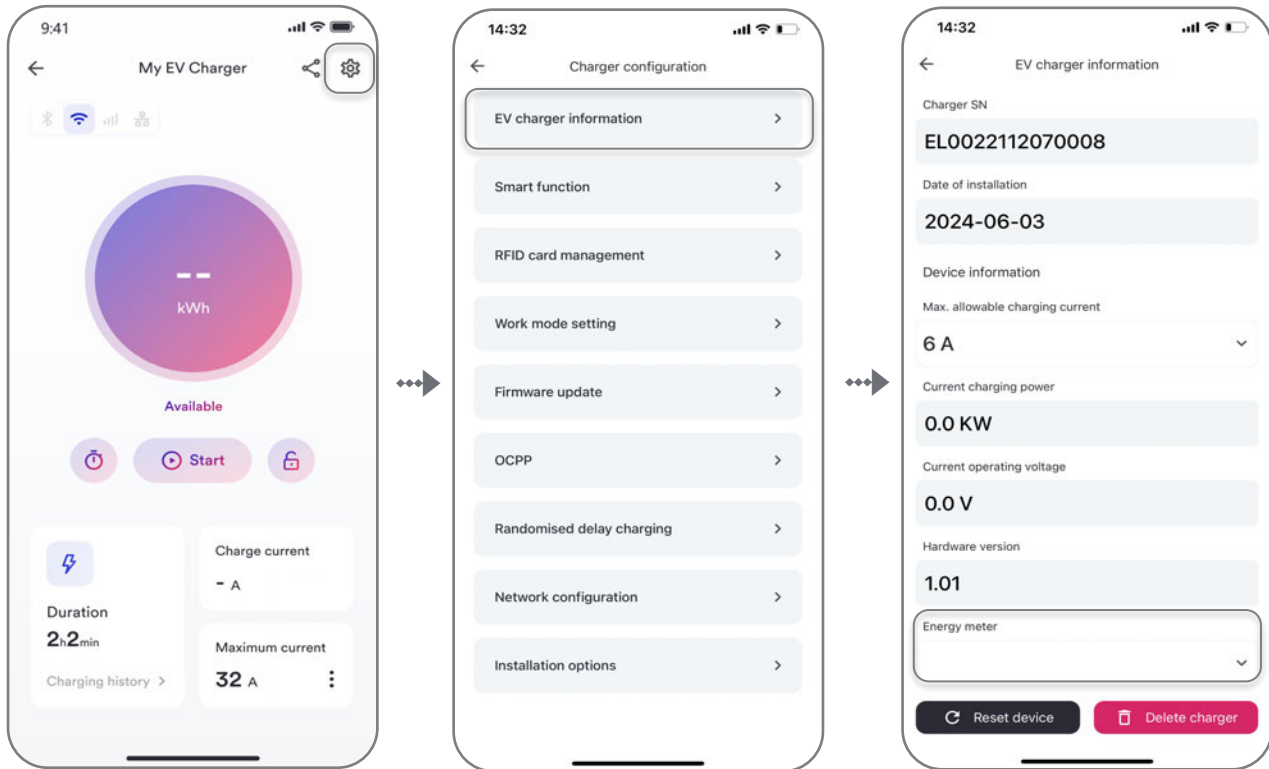 9:41
My EV Charger
--
kWh
Available
Start
Duration
2h2min
Charging history >
Charge current
- A
Maximum current
32 A
14:32
Charger configuration
EV charger information
Smart function
RFID card management
Work mode setting
Firmware update
OCPP
Randomised delay charging
Network configuration
Installation options
14:32
EV charger information
Charger SN
EL0022112070008
Date of installation
2024-06-03
Device information
Max. allowable charging current
6 A
Current charging power
0.0 KW
Current operating voltage
0.0 V
Hardware version
1.01
Energy meter
Reset device
Delete charger